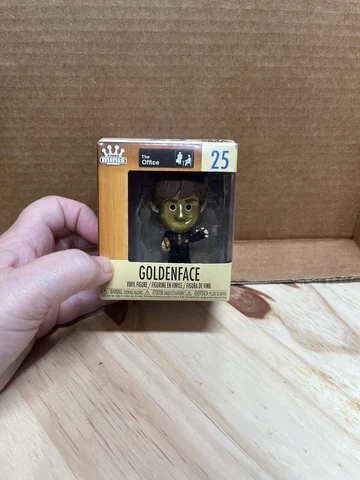 minis
The
Office
25
GOLDENFACE
VINYL FIGURE / FIGURINE EN VINYLE / FIGURA DE VINIL